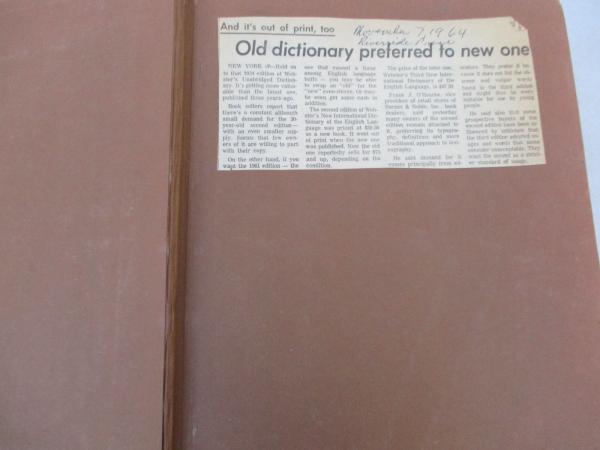 And it's out of print, too
November 7, 1964
Riverside Press
Old dictionary preferred to new one
NEW YORK (P)—Hold on
to that 1934 edition of Web-
ster's Unabridged Diction-
ary. It's getting more valu-
able than the latest one,
published three years ago.
Book sellers report that
there's a constant although
small demand for the 30-
year-old second edition—
with an even smaller sup-
ply. Seems that few own-
ers of it are willing to part
with their copy.
On the other hand, if you
want the 1961 edition — the
one that caused a furor
among English language
buffs — you may be able
to swap an "old" for the
"new" even-steven. Or may-
be even get some cash in
addition.
The second edition of Web-
ster's New International Dic-
tionary of the English Lan-
guage was priced at $39.50
as a new book. It went out
of print when the new one
was published. Now the old
one reportedly sells for $75
and up, depending on the
condition.
The price of the later one,
Webster's Third New Inter-
national Dictionary of the
English Language, is $47.50
Frank J. O'Rourke, vice
president of retail stores of
Barnes & Noble, Inc., book
dealers, said yesterday
many owners of the second
edition remain attached to
it, preferring its typogra-
phy, definitions and more
traditional approach to lexi-
cography.
He said demand for it
comes principally from
They prefer it be-
cause it does not list the ob-
scene and vulgar words
found in the third edition
and might thus be more
suitable for use by young
people.
He said also that some
prospective buyers of the
second edition have been in-
fluenced by criticism that
the third edition adopted us-
ages and words that some
consider unacceptable. They
want the second as a strict-
er standard of usage.